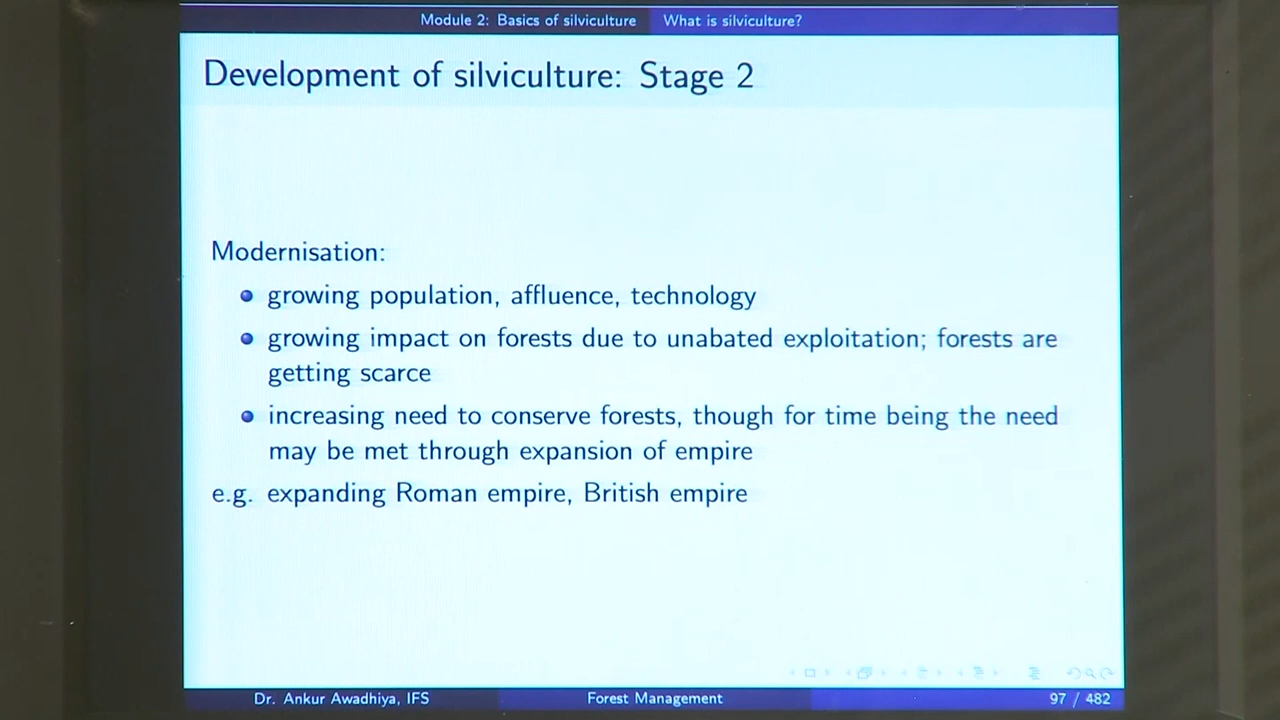 Module 2: Basics of silviculture What is silviculture?
Development of silviculture: Stage 2
Modernisation:
growing population, affluence, technology
growing impact on forests due to unabated exploitation; forests are
getting scarce
increasing need to conserve forests, though for time being the need
may be met through expansion of empire
e.g. expanding Roman empire, British empire
Dr. Ankur Awadhiya, IFS Forest Management 97 / 482